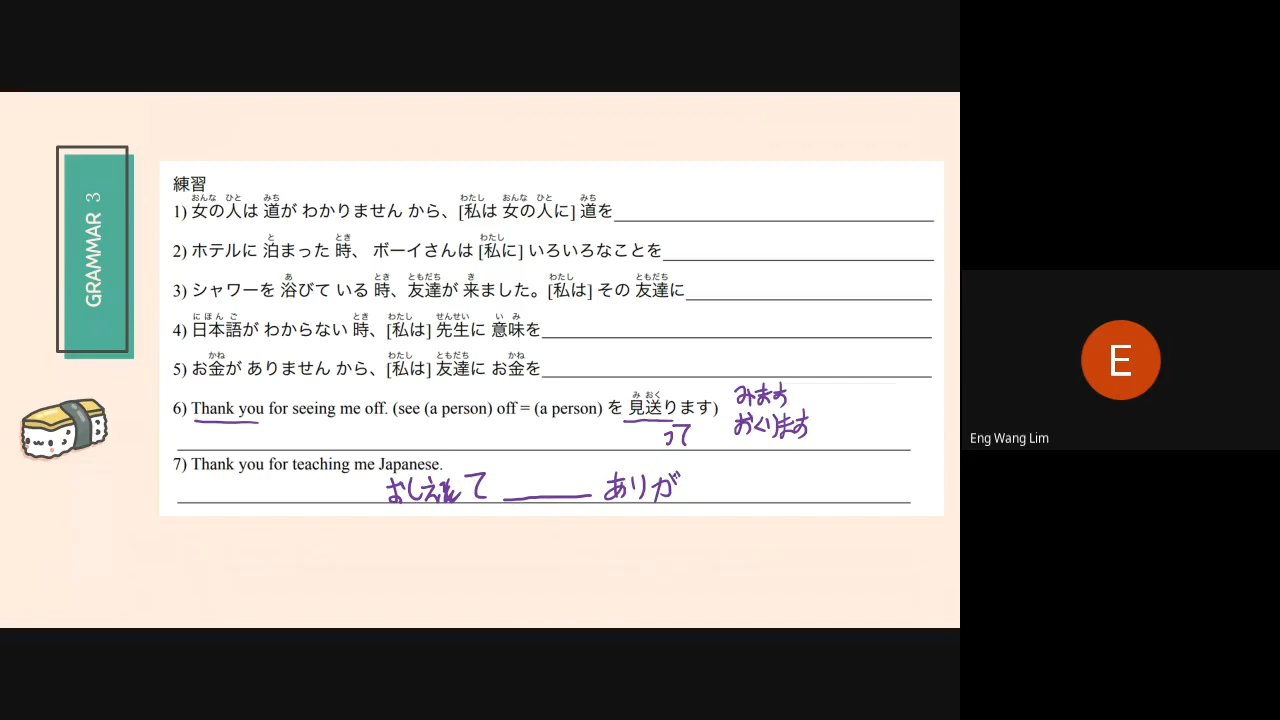 GRAMMAR 3
練習
1) 女の人は 道が わかりません から、[私は 女の人に] 道を
2) ホテルに 泊まった 時、 ボーイさんは [私に] いろいろなことを
3) シャワーを 浴びて いる 時、友達が 来ました。[私は] その 友達に
4) 日本語が わからない 時、[私は] 先生に 意味を
5) お金が ありません から、[私は] 友達に お金を
6) Thank you for seeing me off. (see (a person) off = (a person) を 見送ります)
みます
おくります
って
7) Thank you for teaching me Japanese.
おしえて ______ ありが
E
Eng Wang Lim